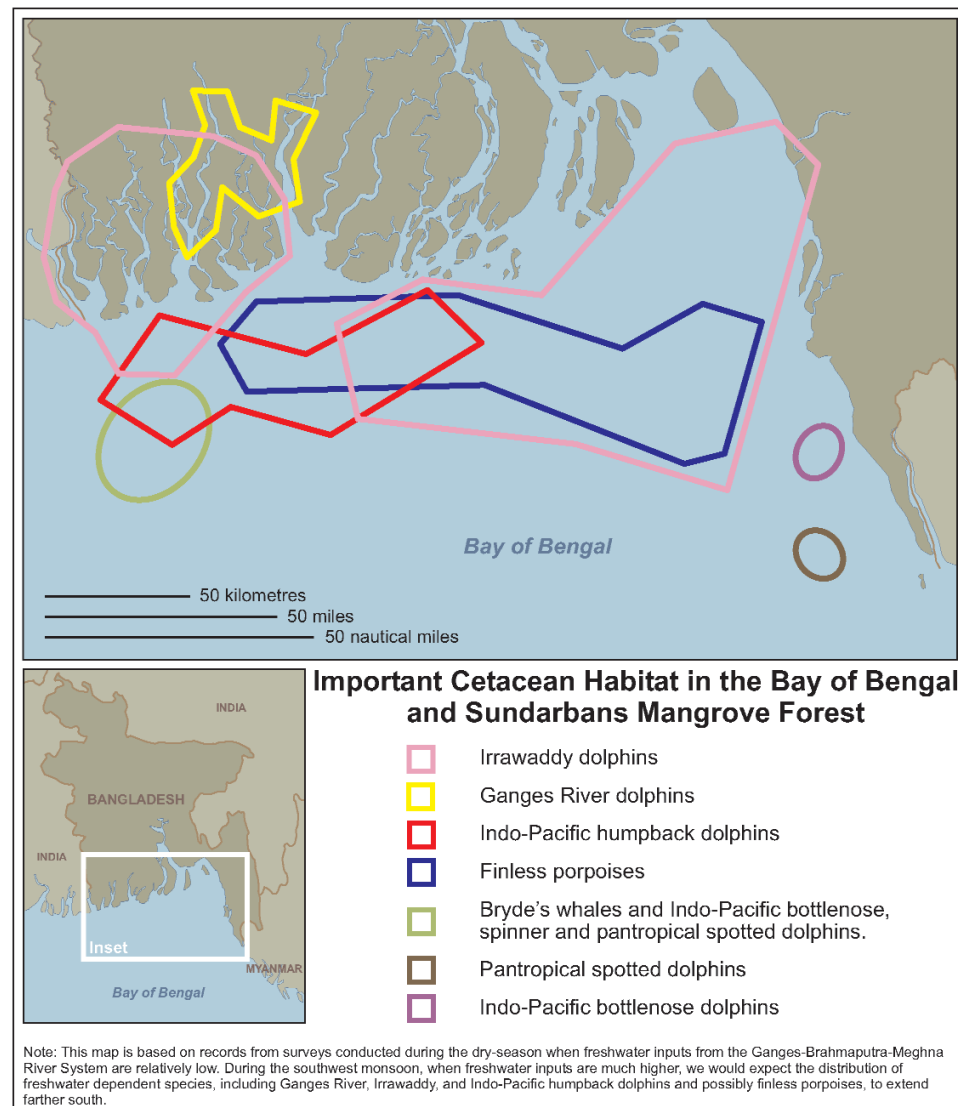 Bay of Bengal
50 kilometres
50 miles
50 nautical miles
INDIA
BANGLADESH
INDIA
Inset
MYANMAR
Bay of Bengal
Important Cetacean Habitat in the Bay of Bengal
and Sundarbans Mangrove Forest
Irrawaddy dolphins
Ganges River dolphins
Indo-Pacific humpback dolphins
Finless porpoises
Bryde's whales and Indo-Pacific bottlenose,
spinner and pantropical spotted dolphins.
Pantropical spotted dolphins
Indo-Pacific bottlenose dolphins
Note: This map is based on records from surveys conducted during the dry-season when freshwater inputs from the Ganges-Brahmaputra-Meghna
River System are relatively low. During the southwest monsoon, when freshwater inputs are much higher, we would expect the distribution of
freshwater dependent species, including Ganges River, Irrawaddy, and Indo-Pacific humpback dolphins and possibly finless porpoises, to extend
farther south.